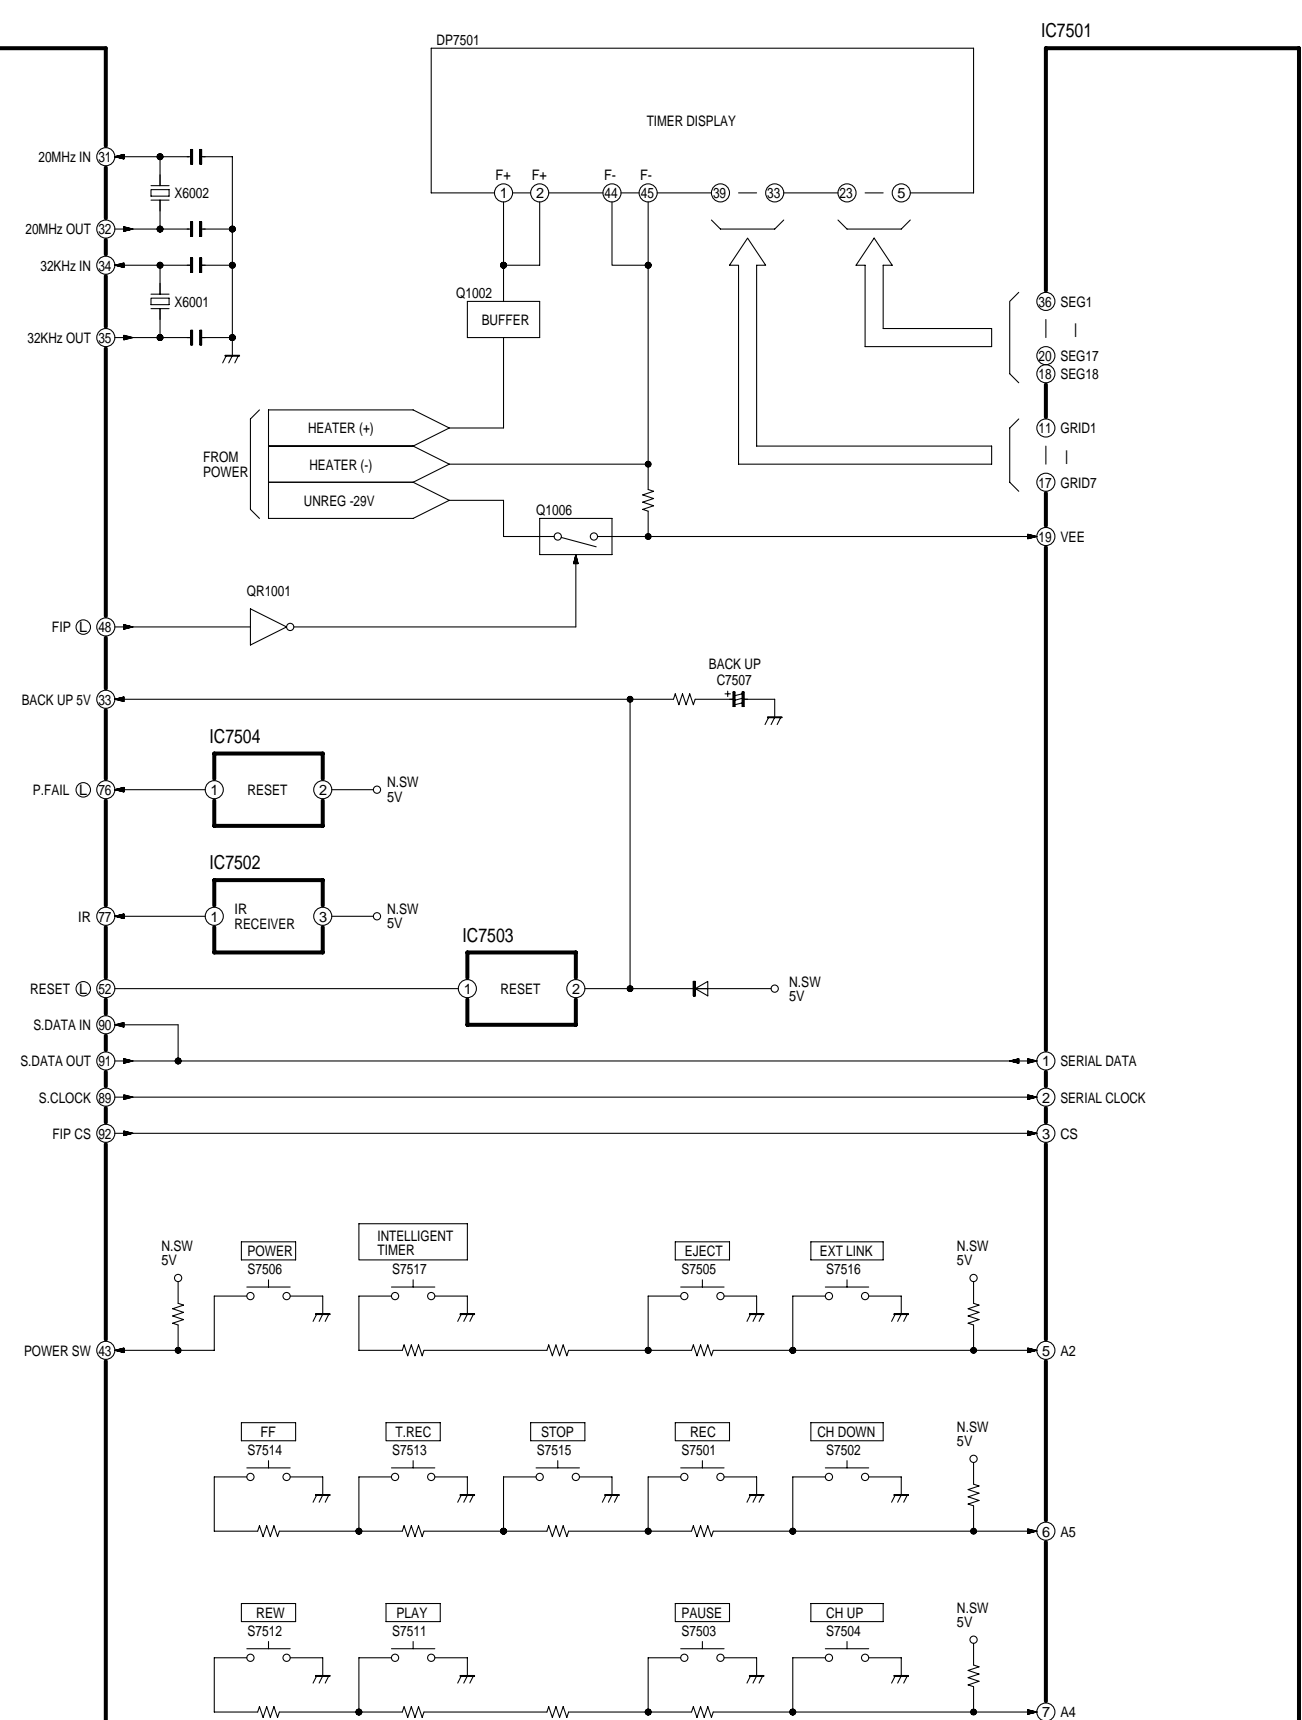 IC7501
DP7501
TIMER DISPLAY
20MHz IN 31
X6002
20MHz OUT 32
32KHz IN 34
X6001
32KHz OUT 35
F+ F+ F- F-
1 2 44 45 39 — 33 23 — 5
Q1002
BUFFER
36 SEG1
20 SEG17
18 SEG18
11 GRID1
17 GRID7
FROM
POWER
HEATER (+)
HEATER (-)
UNREG -29V
Q1006
19 VEE
QR1001
FIP Ⓛ 48
BACK UP
C7507
+
BACK UP 5V 33
IC7504
P.FAIL Ⓛ 76
1 RESET 2
N.SW
5V
IC7502
IR 77
1 IR
RECEIVER 3
N.SW
5V
IC7503
RESET Ⓛ 52
1 RESET 2
N.SW
5V
S.DATA IN 90
S.DATA OUT 91
1 SERIAL DATA
S.CLOCK 89
2 SERIAL CLOCK
FIP CS 92
3 CS
N.SW
5V
POWER
S7506
INTELLIGENT
TIMER
S7517
EJECT
S7505
EXT LINK
S7516
N.SW
5V
POWER SW 43
5 A2
FF
S7514
T.REC
S7513
STOP
S7515
REC
S7501
CH DOWN
S7502
N.SW
5V
6 A5
REW
S7512
PLAY
S7511
PAUSE
S7503
CH UP
S7504
N.SW
5V
7 A4